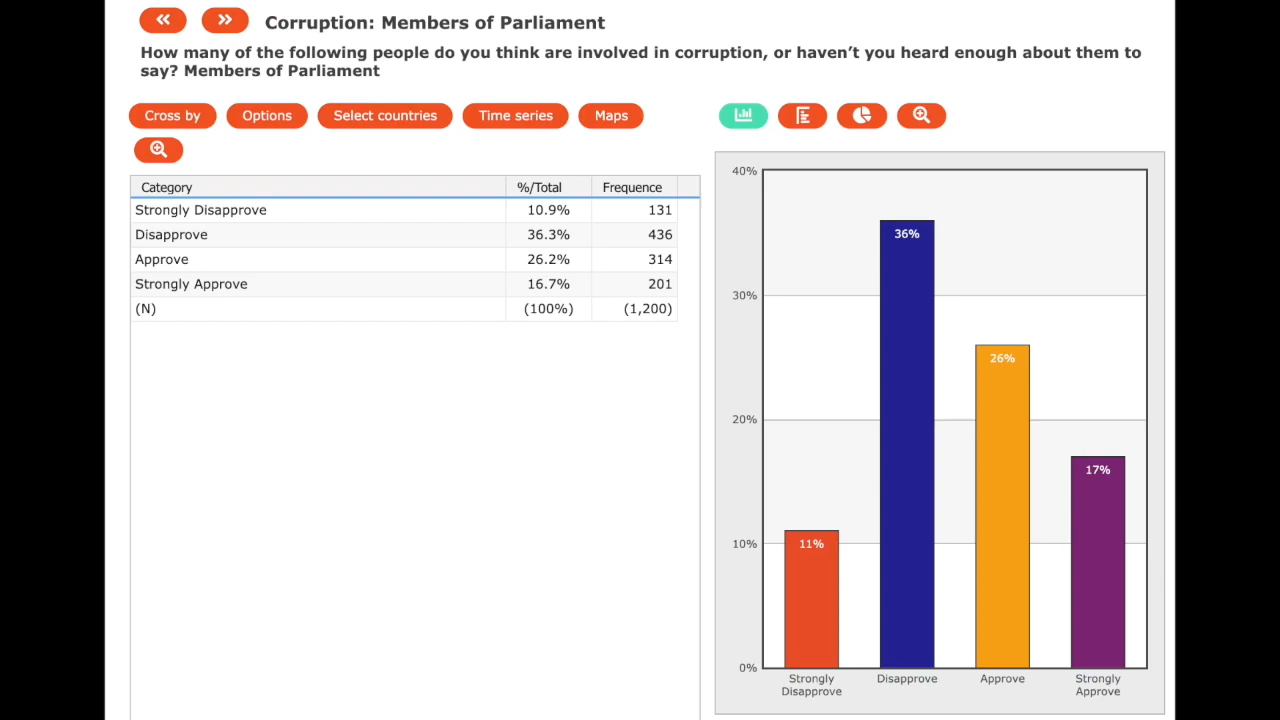 Corruption: Members of Parliament
How many of the following people do you think are involved in corruption, or haven’t you heard enough about them to
say? Members of Parliament
Cross by Options Select countries Time series Maps
Category %/Total Frequence
Strongly Disapprove 10.9% 131
Disapprove 36.3% 436
Approve 26.2% 314
Strongly Approve 16.7% 201
(N) (100%) (1,200)
40%
30%
20%
10%
0%
11%
36%
26%
17%
Strongly
Disapprove
Disapprove
Approve
Strongly
Approve